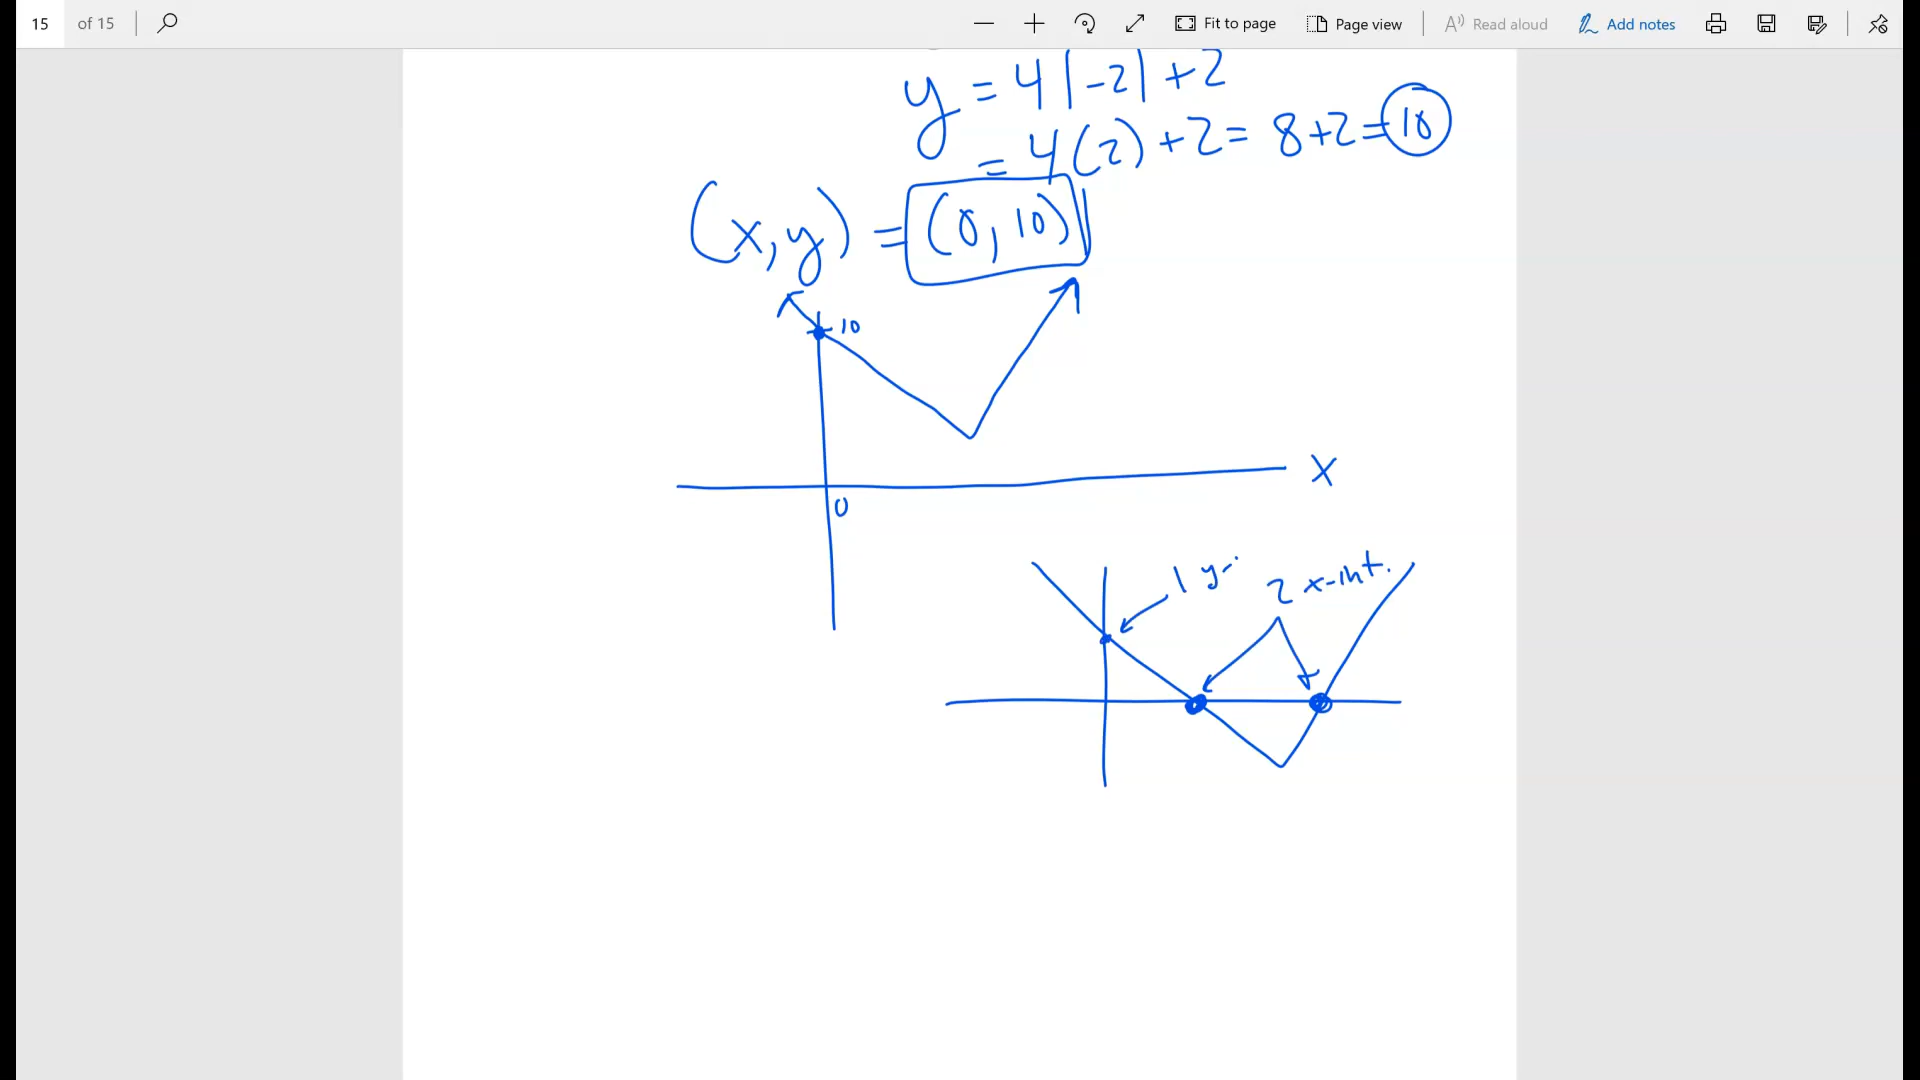 15 of 15 Fit to page Page view Read aloud Add notes
y = 4|-2| + 2
= 4(2) + 2 = 8 + 2 = 10
(x, y) = (0, 10)
10
X
0
1 y-
2 x-int.